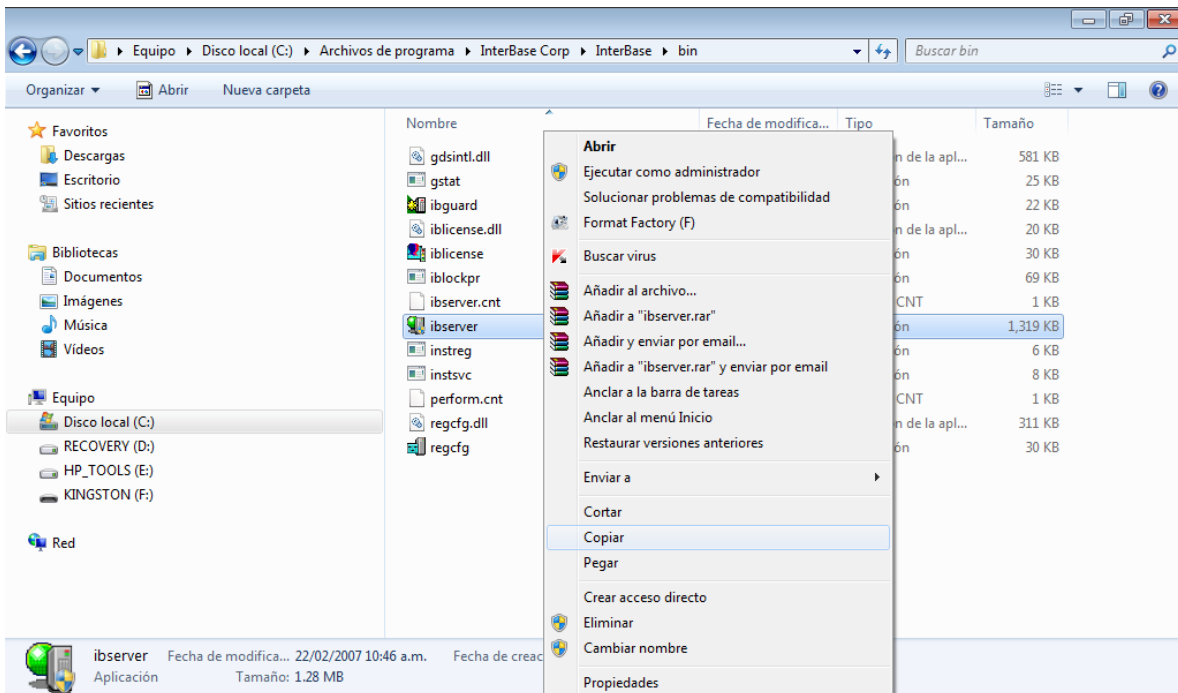 Equipo ▸ Disco local (C:) ▸ Archivos de programa ▸ InterBase Corp ▸ InterBase ▸ bin
Buscar bin
Organizar
Abrir
Nueva carpeta
Favoritos
Descargas
Escritorio
Sitios recientes
Bibliotecas
Documentos
Imágenes
Música
Vídeos
Equipo
Disco local (C:)
RECOVERY (D:)
HP_TOOLS (E:)
KINGSTON (F:)
Red
Nombre Fecha de modifica... Tipo Tamaño
gdsintl.dll n de la apl... 581 KB
gstat ón 25 KB
ibguard ón 22 KB
iblicense.dll n de la apl... 20 KB
iblicense ón 30 KB
iblockpr ón 69 KB
ibserver.cnt CNT 1 KB
ibserver ón 1,319 KB
instreg ón 6 KB
instsvc ón 8 KB
perform.cnt CNT 1 KB
regcfg.dll n de la apl... 311 KB
regcfg ón 30 KB
Abrir
Ejecutar como administrador
Solucionar problemas de compatibilidad
Format Factory (F)
Buscar virus
Añadir al archivo...
Añadir a "ibserver.rar"
Añadir y enviar por email...
Añadir a "ibserver.rar" y enviar por email
Anclar a la barra de tareas
Anclar al menú Inicio
Restaurar versiones anteriores
Enviar a
Cortar
Copiar
Pegar
Crear acceso directo
Eliminar
Cambiar nombre
Propiedades
ibserver Fecha de modifica... 22/02/2007 10:46 a.m. Fecha de creac
Aplicación Tamaño: 1.28 MB